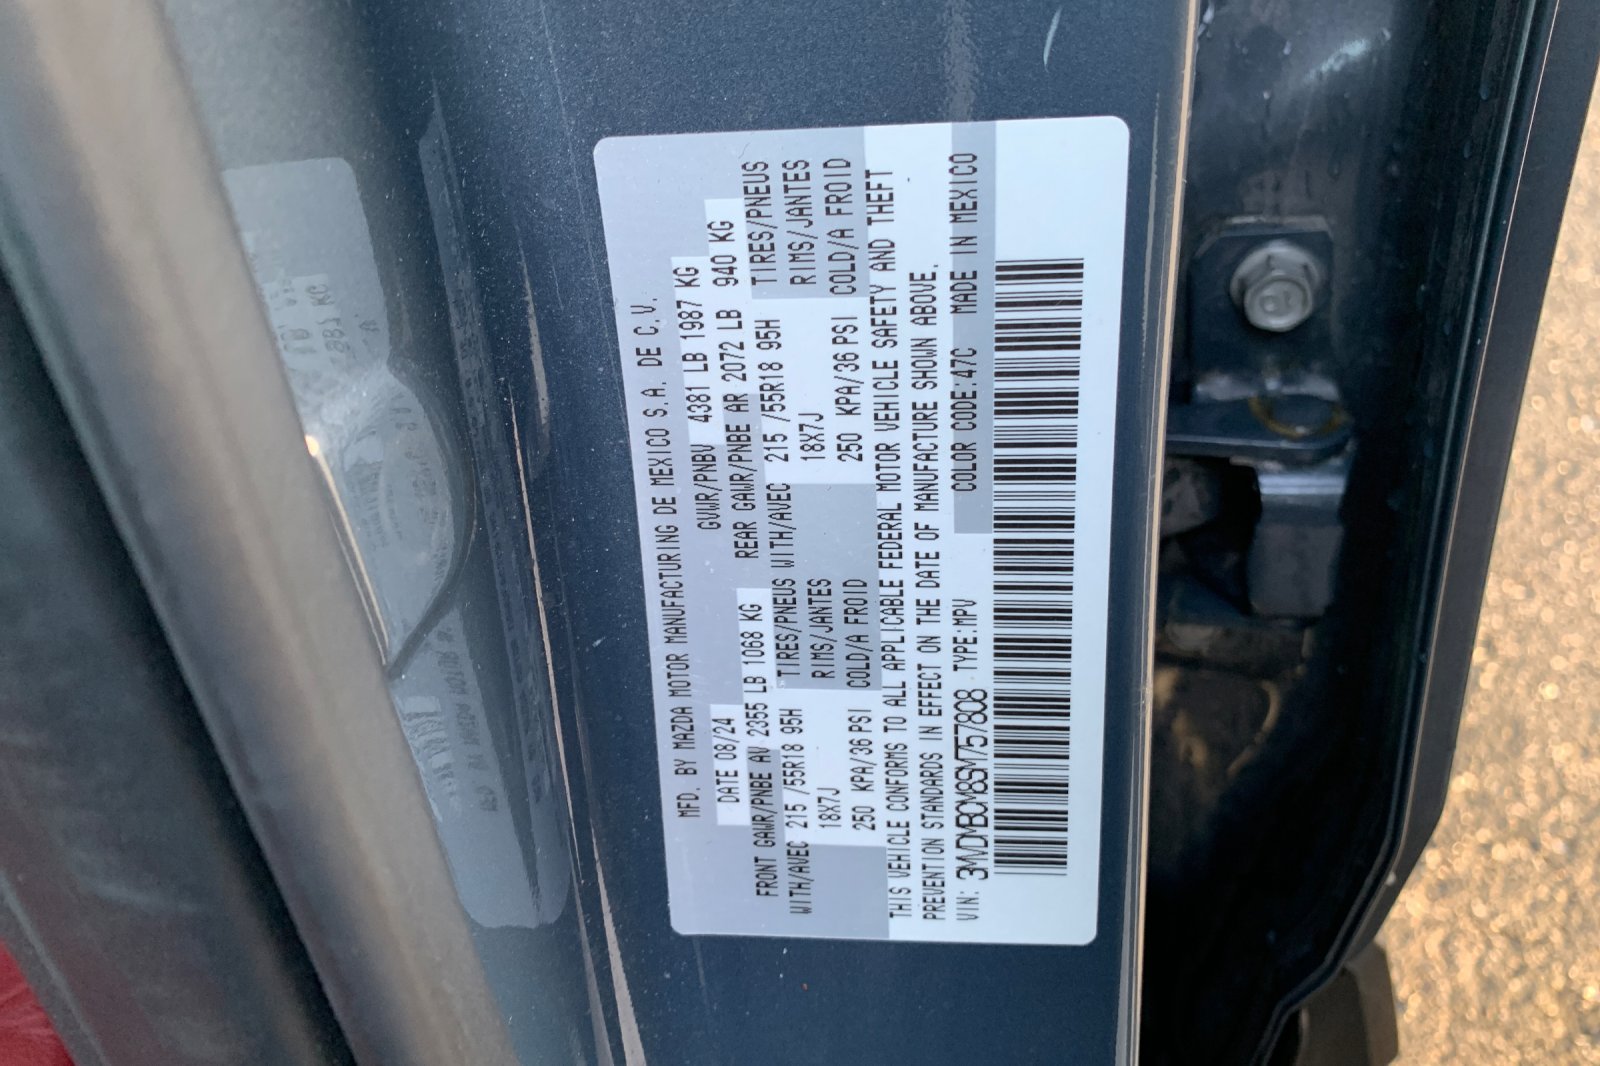 MFD. BY MAZDA MOTOR MANUFACTURING DE MEXICO S.A. DE C.V.
DATE 08/24 GVWR/PNBV 4381 LB 1987 KG
FRONT GAWR/PNBE AV 2355 LB 1068 KG REAR GAWR/PNBE AR 2072 LB 940 KG
WITH/AVEC 215 /55R18 95H TIRES/PNEUS WITH/AVEC 215 /55R18 95H TIRES/PNEUS
18X7J RIMS/JANTES 18X7J RIMS/JANTES
250 KPA/36 PSI COLD/A FROID 250 KPA/36 PSI COLD/A FROID
THIS VEHICLE CONFORMS TO ALL APPLICABLE FEDERAL MOTOR VEHICLE SAFETY AND THEFT
PREVENTION STANDARDS IN EFFECT ON THE DATE OF MANUFACTURE SHOWN ABOVE.
VIN: 3MVDMBCM8SM757808 TYPE:MPV COLOR CODE:47C MADE IN MEXICO